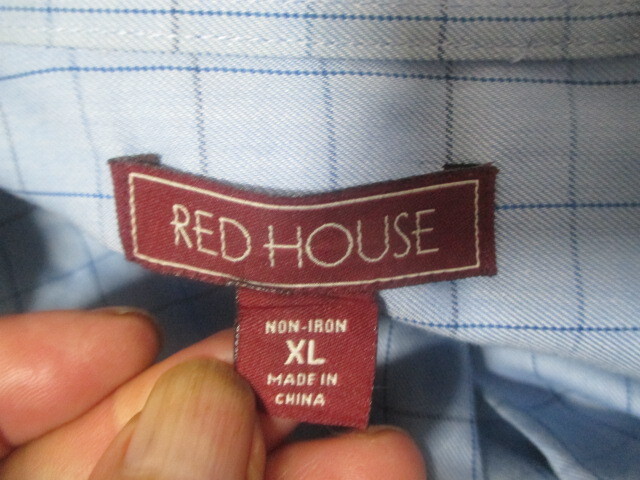 RED HOUSE
NON-IRON
XL
MADE IN
CHINA